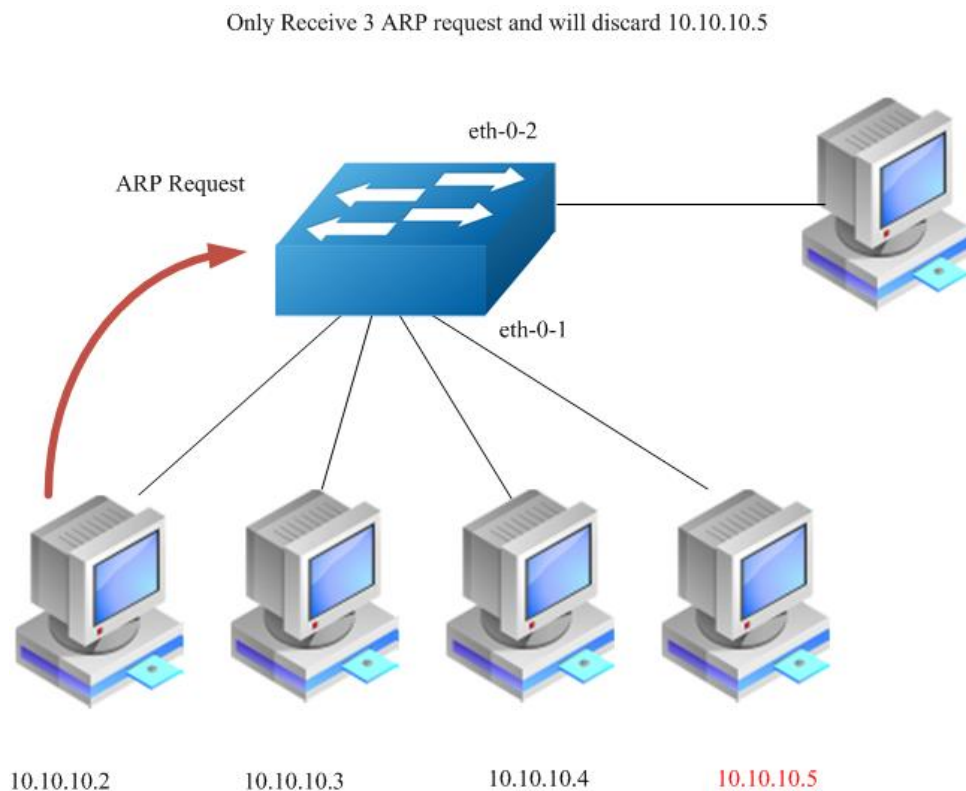 Only Receive 3 ARP request and will discard 10.10.10.5
eth-0-2
ARP Request
eth-0-1
10.10.10.2
10.10.10.3
10.10.10.4
10.10.10.5